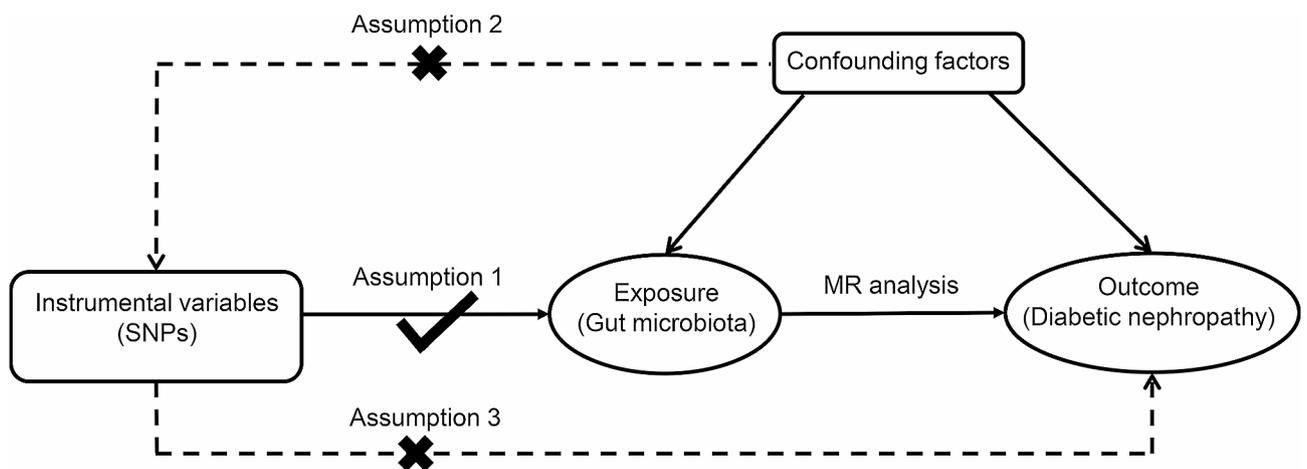 Assumption 2
Confounding factors
Assumption 1
Instrumental variables
(SNPs)
Exposure
(Gut microbiota)
MR analysis
Outcome
(Diabetic nephropathy)
Assumption 3